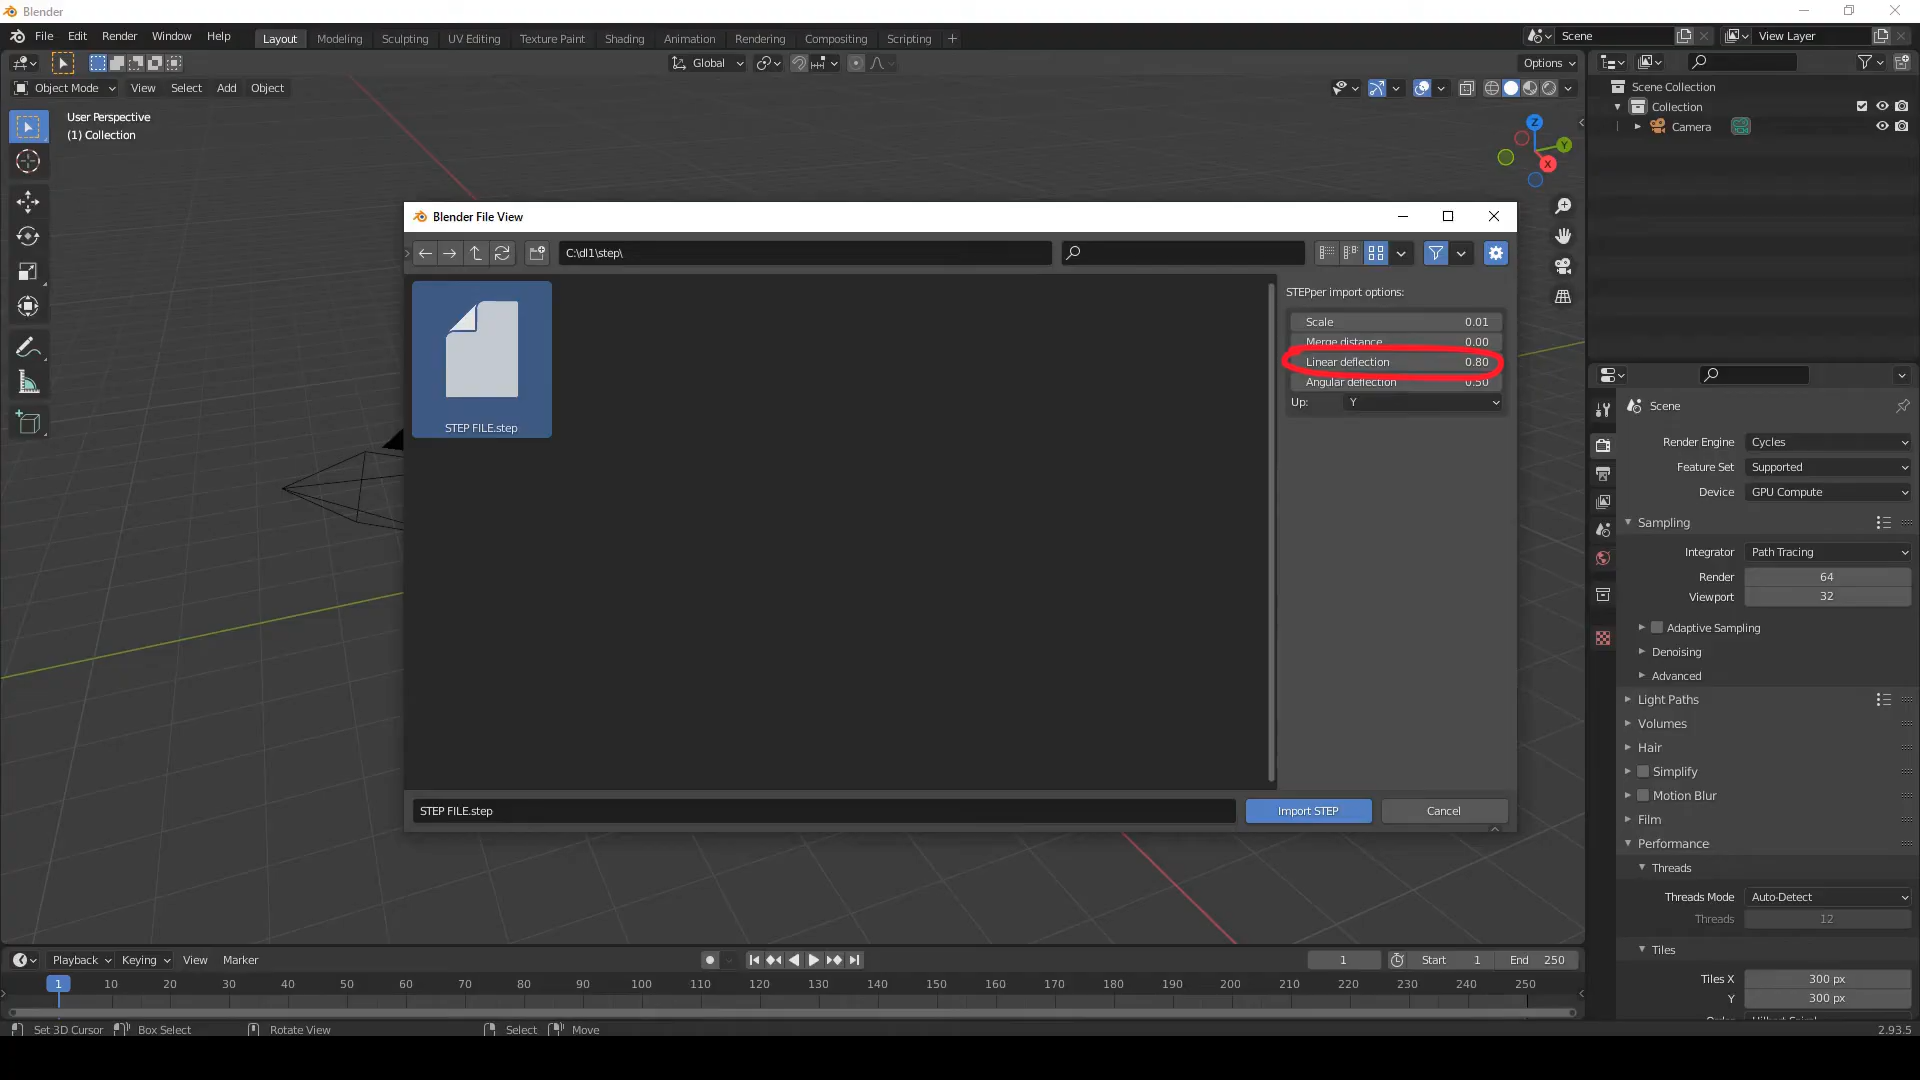 Blender
File Edit Render Window Help Layout Modeling Sculpting UV Editing Texture Paint Shading Animation Rendering Compositing Scripting + Scene View Layer
Global Options
Object Mode View Select Add Object
User Perspective
(1) Collection
Z
Y
X
Scene Collection
Collection
Camera
Blender File View
C:\dl1\step\
STEP FILE.step
STEPper import options:
Scale 0.01
Merge distance 0.00
Linear deflection 0.80
Angular deflection 0.50
Up: Y
STEP FILE.step Import STEP Cancel
Scene
Render Engine Cycles
Feature Set Supported
Device GPU Compute
Sampling
Integrator Path Tracing
Render 64
Viewport 32
Adaptive Sampling
Denoising
Advanced
Light Paths
Volumes
Hair
Simplify
Motion Blur
Film
Performance
Threads
Threads Mode Auto-Detect
Threads 12
Tiles
Tiles X 300 px
Y 300 px
Playback Keying View Marker 1 Start 1 End 250
1 10 20 30 40 50 60 70 80 90 100 110 120 130 140 150 160 170 180 190 200 210 220 230 240 250
Set 3D Cursor Box Select Rotate View Select Move 2.93.5